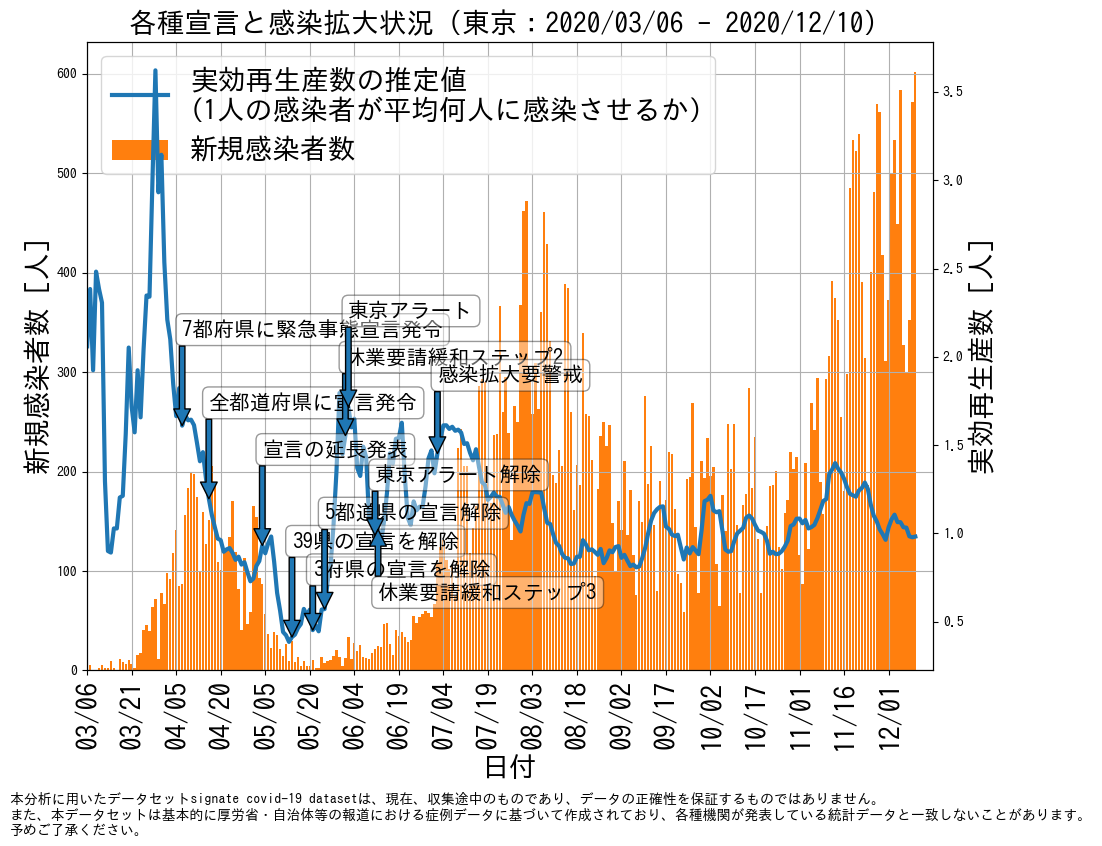 各種宣言と感染拡大状況 (東京：2020/03/06 - 2020/12/10)
実効再生産数の推定値
(1人の感染者が平均何人に感染させるか)
新規感染者数
新規感染者数 [人]
600
500
400
300
200
100
0
実効再生産数 [人]
3.5
3.0
2.5
2.0
1.5
1.0
0.5
東京アラート
7都府県に緊急事態宣言発令
休業要請緩和ステップ2
感染拡大要警戒
全都道府県に宣言発令
宣言の延長発表
東京アラート解除
5都道県の宣言解除
39県の宣言を解除
3府県の宣言を解除
休業要請緩和ステップ3
03/06
03/21
04/05
04/20
05/05
05/20
06/04
06/19
07/04
07/19
08/03
08/18
09/02
09/17
10/02
10/17
11/01
11/16
12/01
日付
本分析に用いたデータセットsignate covid-19 datasetは、現在、収集途中のものであり、データの正確性を保証するものではありません。
また、本データセットは基本的に厚労省・自治体等の報道における症例データに基づいて作成されており、各種機関が発表している統計データと一致しないことがあります。
予めご了承ください。